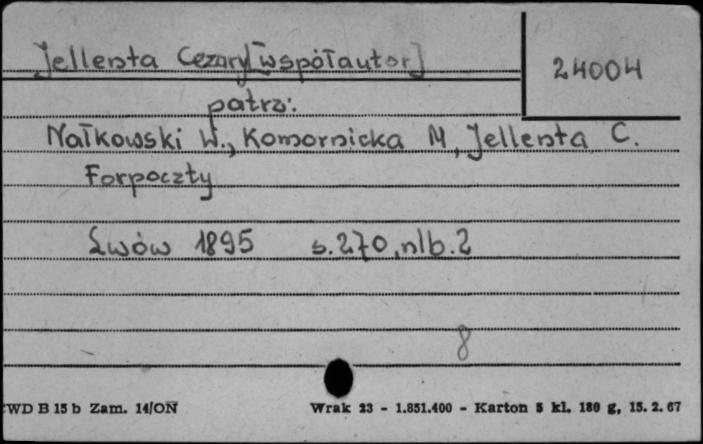 Jellenta Cezary [współautor]
24004
patrz:
Nałkowski W., Komornicka M, Jellenta C.
Forpoczty
Lwów 1895 s.270, nlb. 2
8
WD B 15 b Zam. 14/ON Wrak 23 - 1.851.400 - Karton 5 kl. 180 g, 15. 2. 67